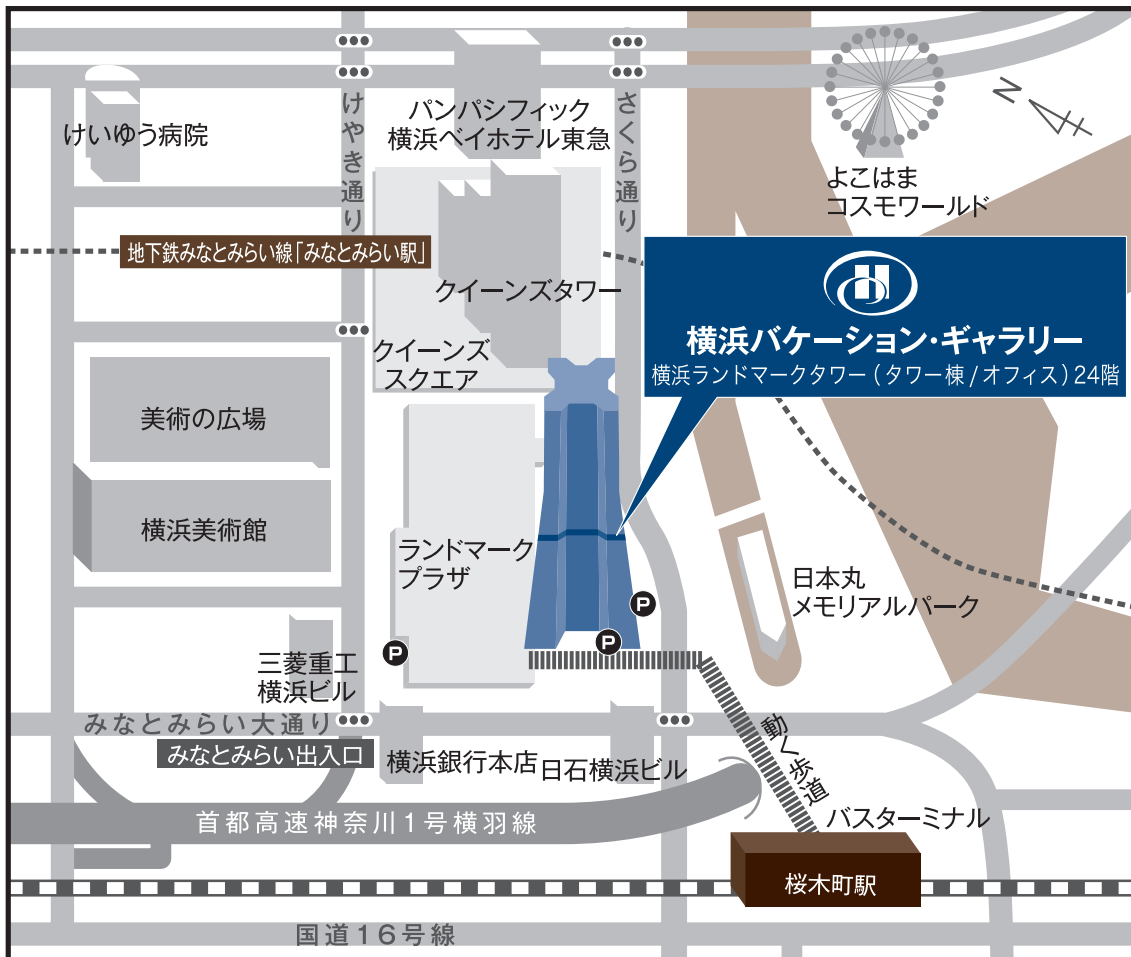 けやき通り
さくら通り
パンパシフィック
横浜ベイホテル東急
けいゆう病院
N
よこはま
コスモワールド
地下鉄みなとみらい線「みなとみらい駅」
クイーンズタワー
H
横浜バケーション・ギャラリー
横浜ランドマークタワー(タワー棟/オフィス)24階
クイーンズ
スクエア
美術の広場
横浜美術館
ランドマーク
プラザ
日本丸
メモリアルパーク
P
P
P
三菱重工
横浜ビル
みなとみらい大通り
みなとみらい出入口
横浜銀行本店
日石横浜ビル
動く歩道
首都高速神奈川1号横羽線
バスターミナル
桜木町駅
国道16号線